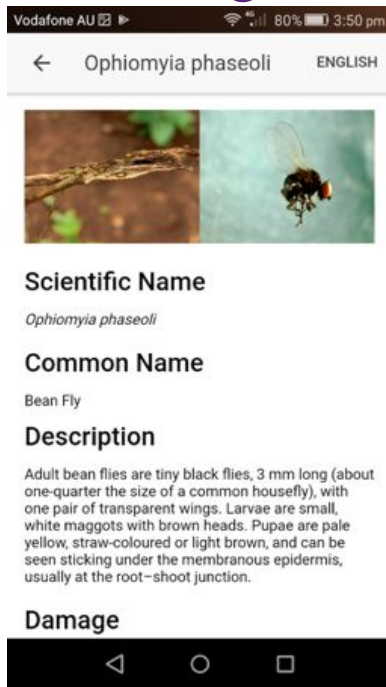 Vodafone AU 80% 3:50 pm
Ophiomyia phaseoli ENGLISH
Scientific Name
Ophiomyia phaseoli
Common Name
Bean Fly
Description
Adult bean flies are tiny black flies, 3 mm long (about
one-quarter the size of a common housefly), with
one pair of transparent wings. Larvae are small,
white maggots with brown heads. Pupae are pale
yellow, straw-coloured or light brown, and can be
seen sticking under the membranous epidermis,
usually at the root–shoot junction.
Damage